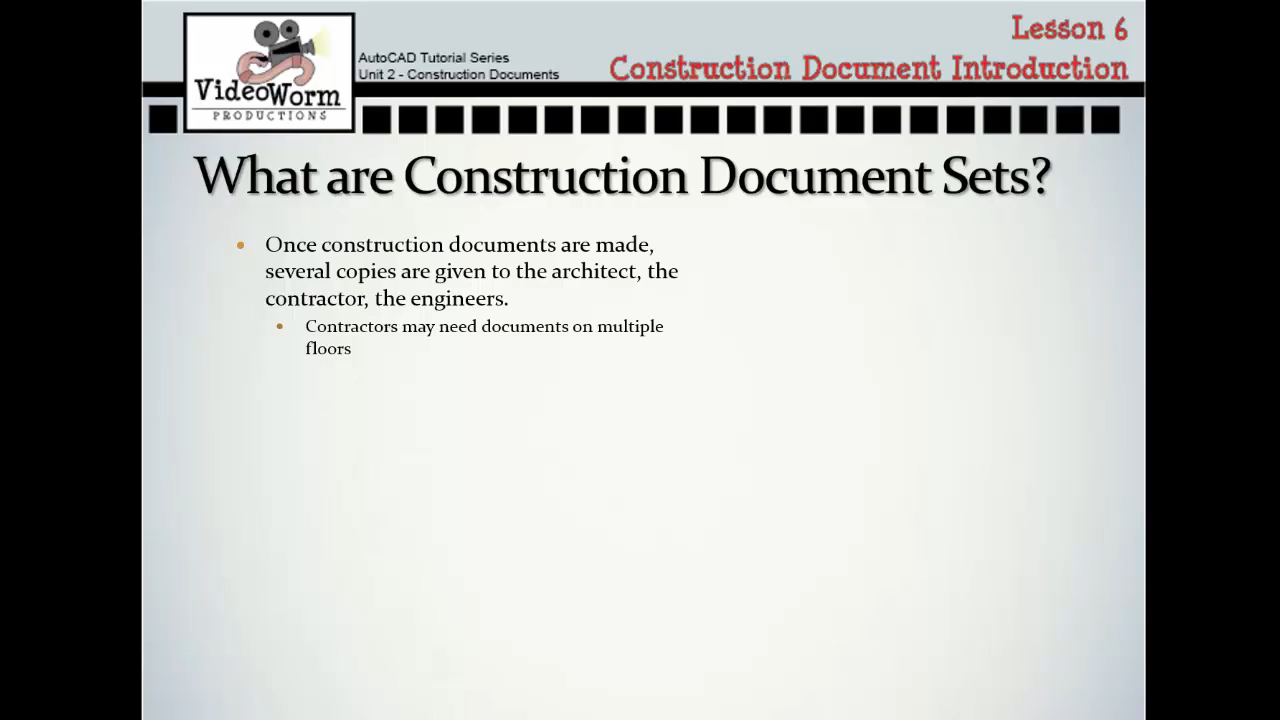 Lesson 6
Construction Document Introduction
AutoCAD Tutorial Series
Unit 2 - Construction Documents
VideoWorm
PRODUCTIONS
What are Construction Document Sets?
Once construction documents are made,
several copies are given to the architect, the
contractor, the engineers.
Contractors may need documents on multiple
floors